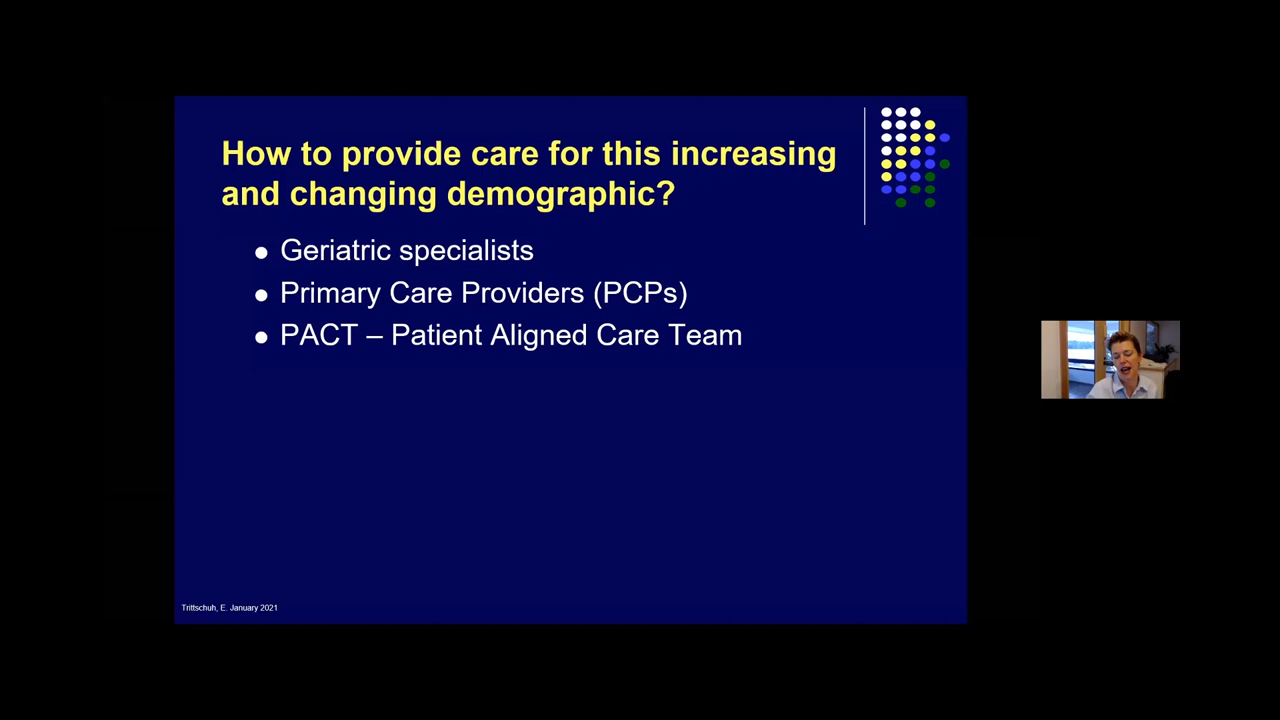 How to provide care for this increasing
and changing demographic?
● Geriatric specialists
● Primary Care Providers (PCPs)
● PACT – Patient Aligned Care Team
Trittschuh, E. January 2021